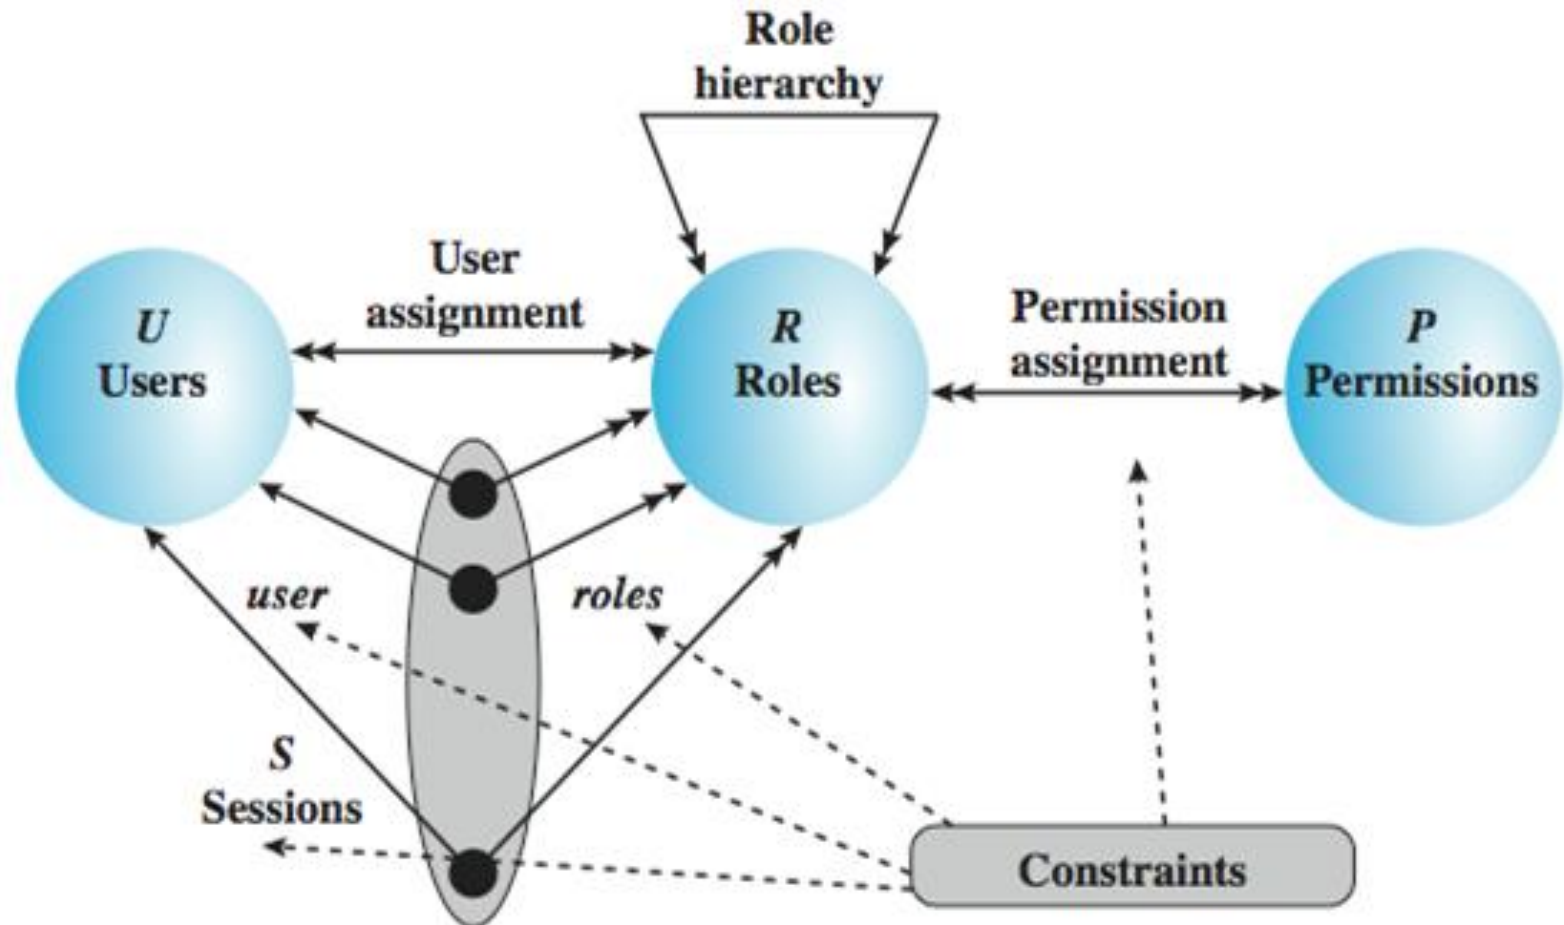 Role
hierarchy
User
assignment
U
Users
R
Roles
Permission
assignment
P
Permissions
user
roles
S
Sessions
Constraints